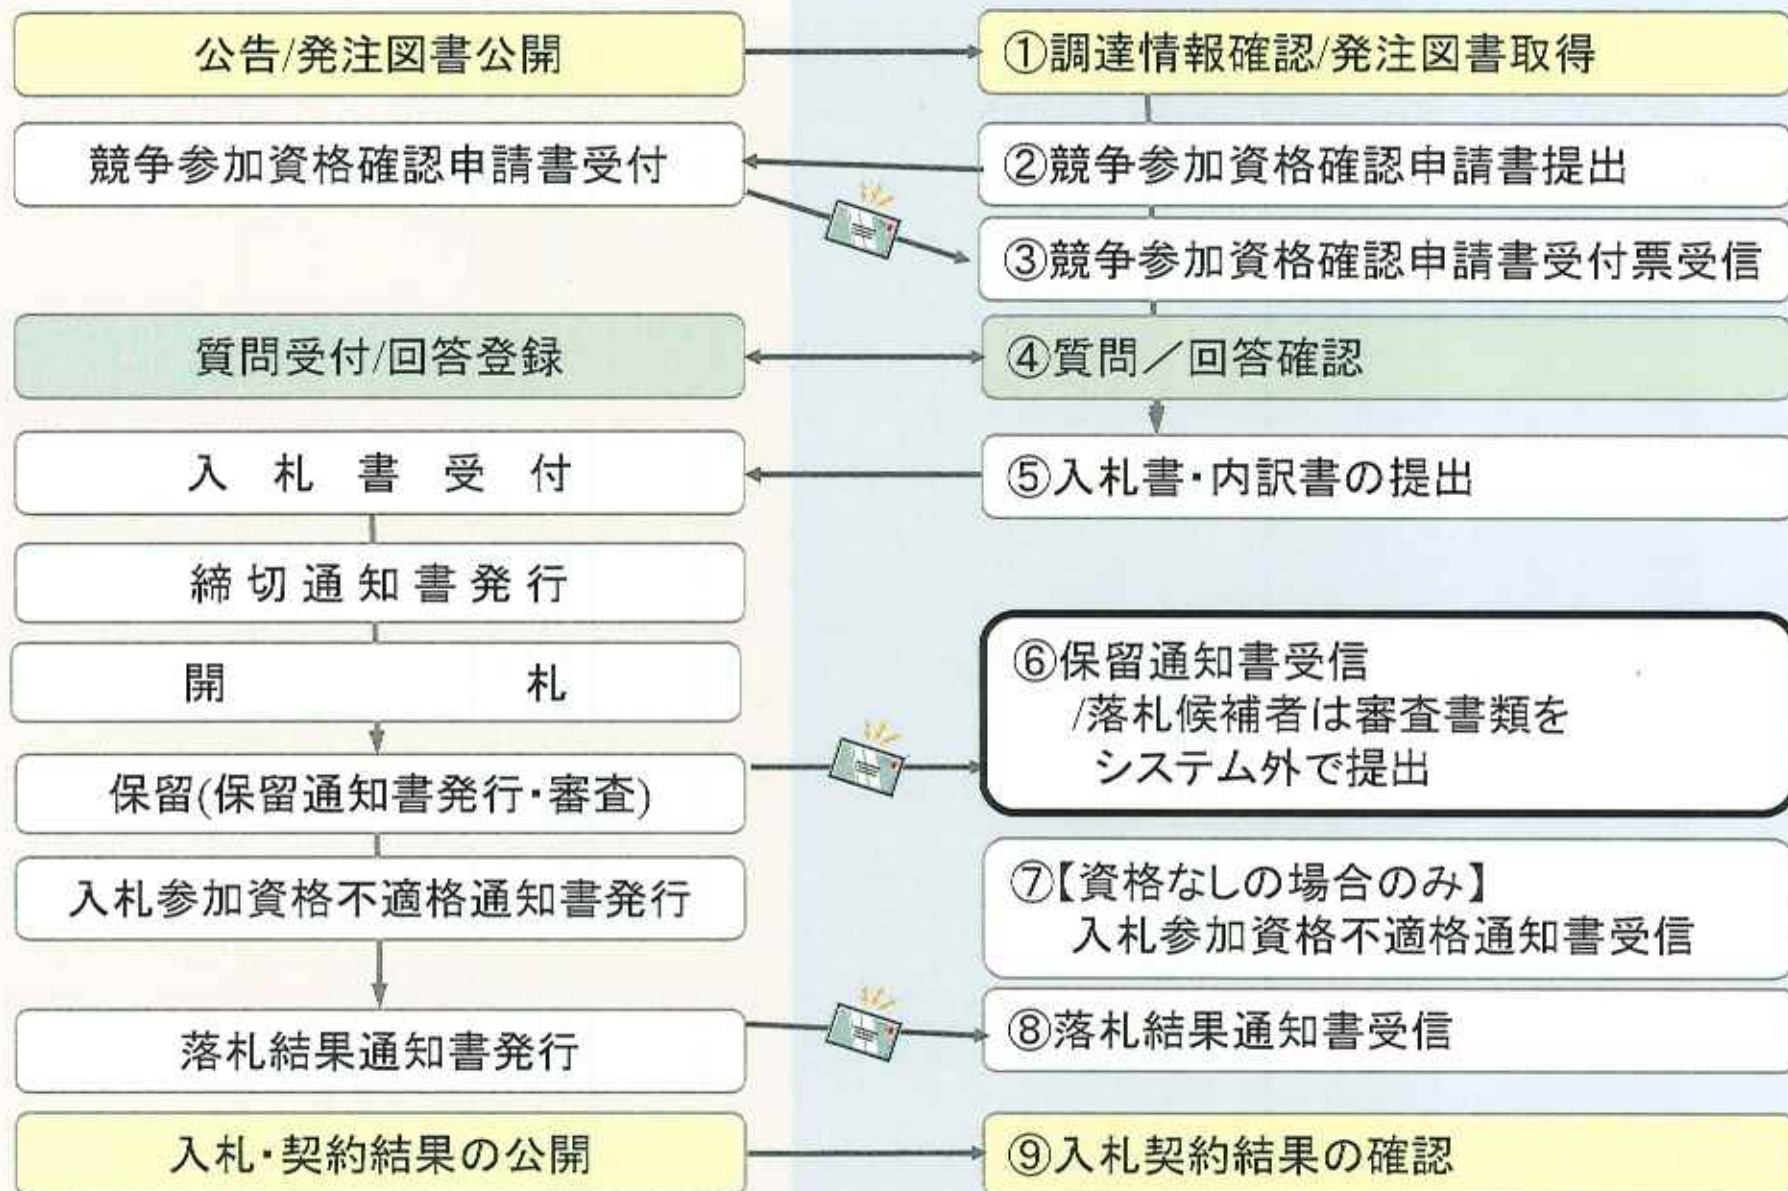 公告/発注図書公開
①調達情報確認/発注図書取得
競争参加資格確認申請書受付
②競争参加資格確認申請書提出
③競争参加資格確認申請書受付票受信
質問受付/回答登録
④質問／回答確認
入札書受付
⑤入札書・内訳書の提出
締切通知書発行
開札
保留(保留通知書発行・審査)
⑥保留通知書受信
/落札候補者は審査書類を
システム外で提出
入札参加資格不適格通知書発行
⑦【資格なしの場合のみ】
入札参加資格不適格通知書受信
落札結果通知書発行
⑧落札結果通知書受信
入札・契約結果の公開
⑨入札契約結果の確認